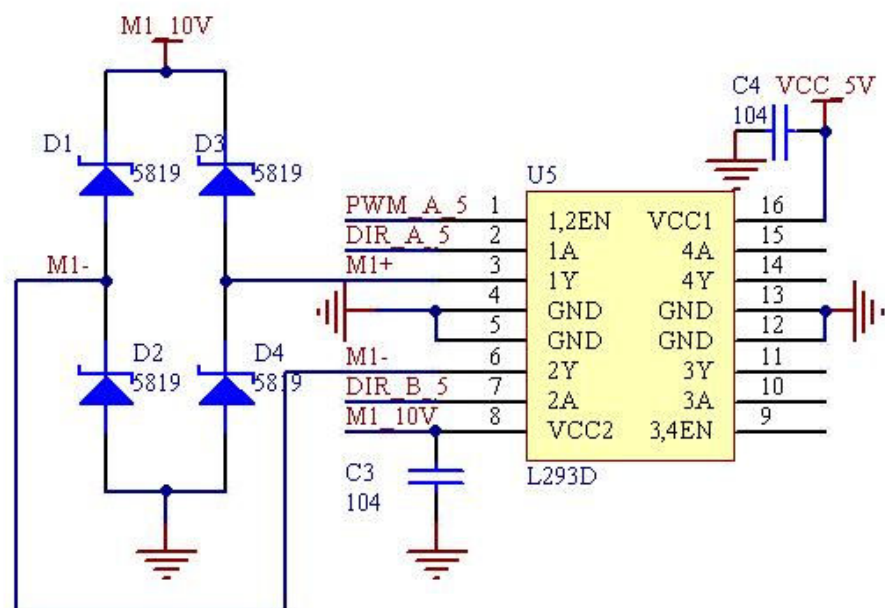 M1_10V
C4
VCC_5V
104
D1
D3
5819
5819
U5
PWM_A_5
1
1,2EN
VCC1
16
DIR_A_5
2
1A
4A
15
M1-
M1+
3
1Y
4Y
14
4
GND
GND
13
5
GND
GND
12
D2
D4
M1-
6
2Y
3Y
11
5819
5819
DIR_B_5
7
2A
3A
10
M1_10V
8
VCC2
3,4EN
9
C3
L293D
104